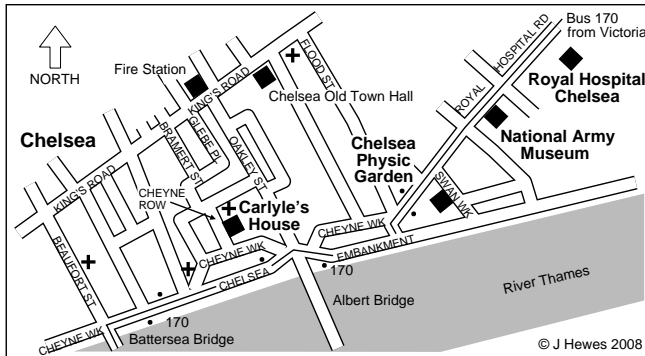 NORTH
Fire Station
KING'S ROAD
FLOOD ST
HOSPITAL RD
ROYAL
Bus 170
from Victoria
Royal Hospital
Chelsea
Chelsea Old Town Hall
National Army
Museum
Chelsea
BRAMERT ST
GLEBE PL
OAKLEY ST
Chelsea
Physic
Garden
KING'S ROAD
CHEYNE
ROW
Carlyle's
House
SWAN WK
CHEYNE WK
BEAUFORT ST
CHEYNE WK
EMBANKMENT
CHELSEA
170
Albert Bridge
River Thames
170
CHEYNE WK
Battersea Bridge
© J Hewes 2008